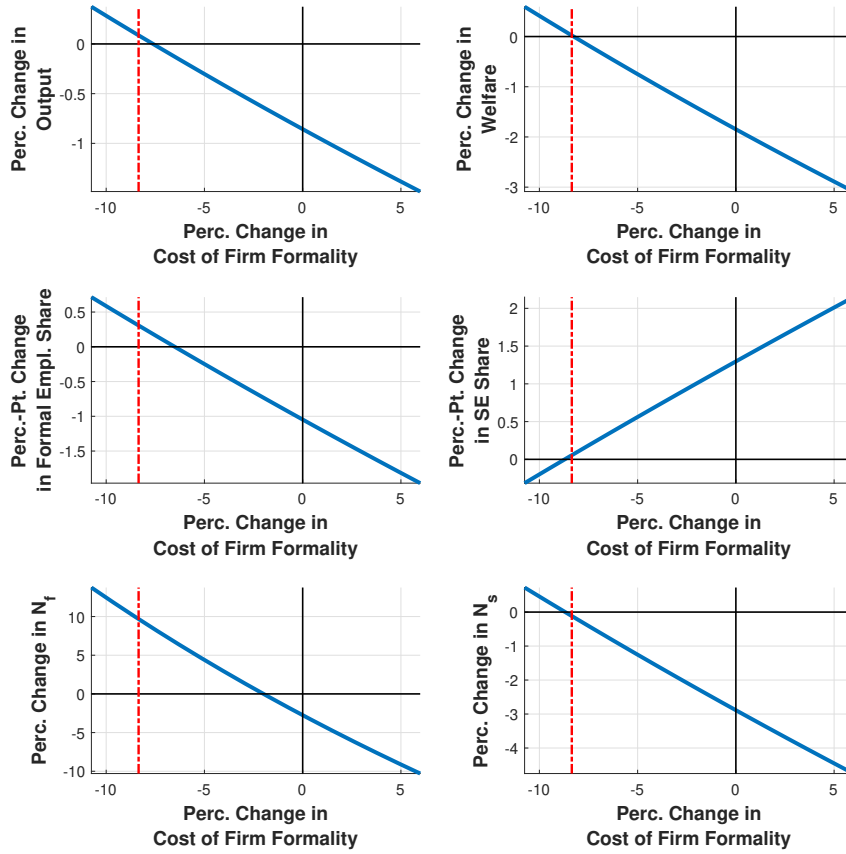 Perc. Change in
Output
0
-0.5
-1
-10 -5 0 5
Perc. Change in
Cost of Firm Formality
Perc. Change in
Welfare
0
-1
-2
-3
-10 -5 0 5
Perc. Change in
Cost of Firm Formality
Perc.-Pt. Change
in Formal Empl. Share
0.5
0
-0.5
-1
-1.5
-10 -5 0 5
Perc. Change in
Cost of Firm Formality
Perc.-Pt. Change
in SE Share
2
1.5
1
0.5
0
-10 -5 0 5
Perc. Change in
Cost of Firm Formality
Perc. Change in N_f
10
5
0
-5
-10
-10 -5 0 5
Perc. Change in
Cost of Firm Formality
Perc. Change in N_s
0
-1
-2
-3
-4
-10 -5 0 5
Perc. Change in
Cost of Firm Formality